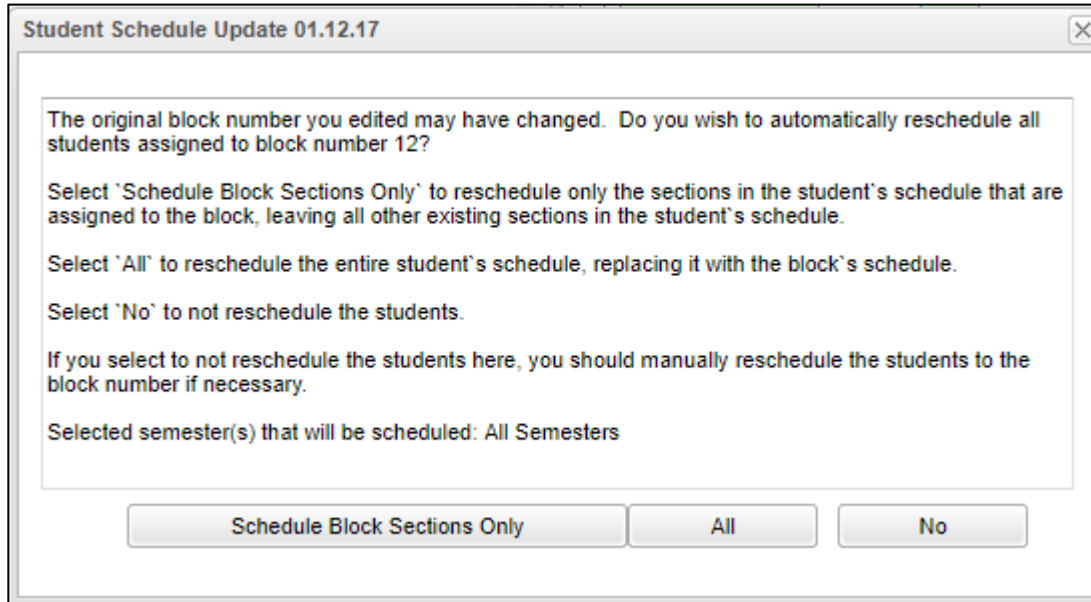 Student Schedule Update 01.12.17
The original block number you edited may have changed.  Do you wish to automatically reschedule all
students assigned to block number 12?
Select `Schedule Block Sections Only` to reschedule only the sections in the student`s schedule that are
assigned to the block, leaving all other existing sections in the student`s schedule.
Select `All` to reschedule the entire student`s schedule, replacing it with the block`s schedule.
Select `No` to not reschedule the students.
If you select to not reschedule the students here, you should manually reschedule the students to the
block number if necessary.
Selected semester(s) that will be scheduled: All Semesters
Schedule Block Sections Only All No